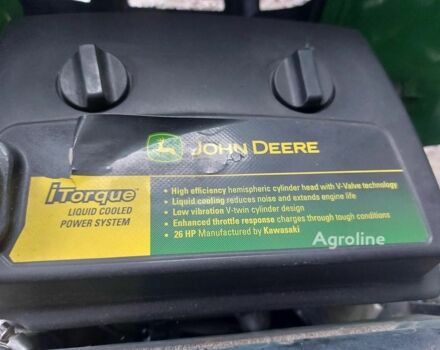 JOHN DEERE
iTorque™
LIQUID COOLED
POWER SYSTEM
• High efficiency hemispheric cylinder head with V-Valve technology
• Liquid cooling reduces noise and extends engine life
• Low vibration V-twin cylinder design
• Enhanced throttle response charges through tough conditions
• 26 HP Manufactured by Kawasaki
Agroline